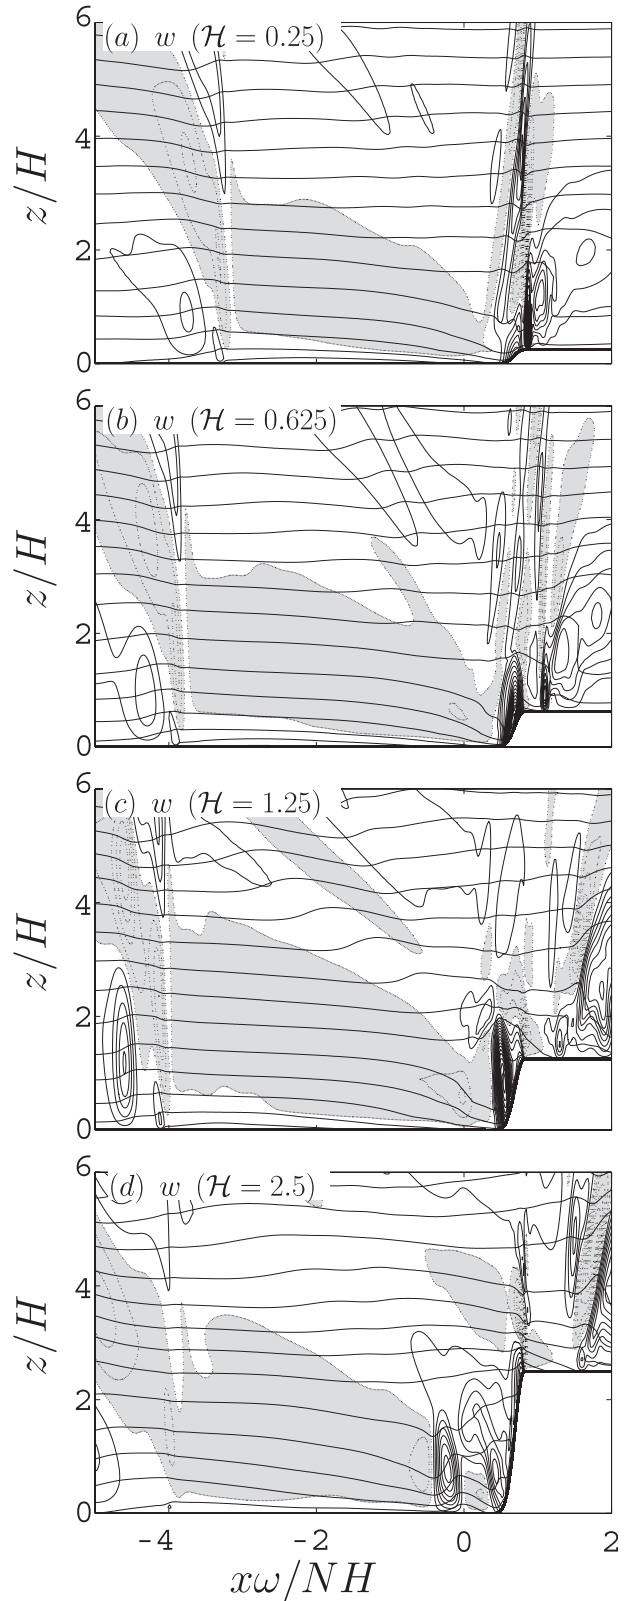 6
(a) w (ℋ = 0.25)
4
z/H
2
0
6
(b) w (ℋ = 0.625)
4
z/H
2
0
6
(c) w (ℋ = 1.25)
4
z/H
2
0
6
(d) w (ℋ = 2.5)
4
z/H
2
0
-4 -2 0 2
xω/NH